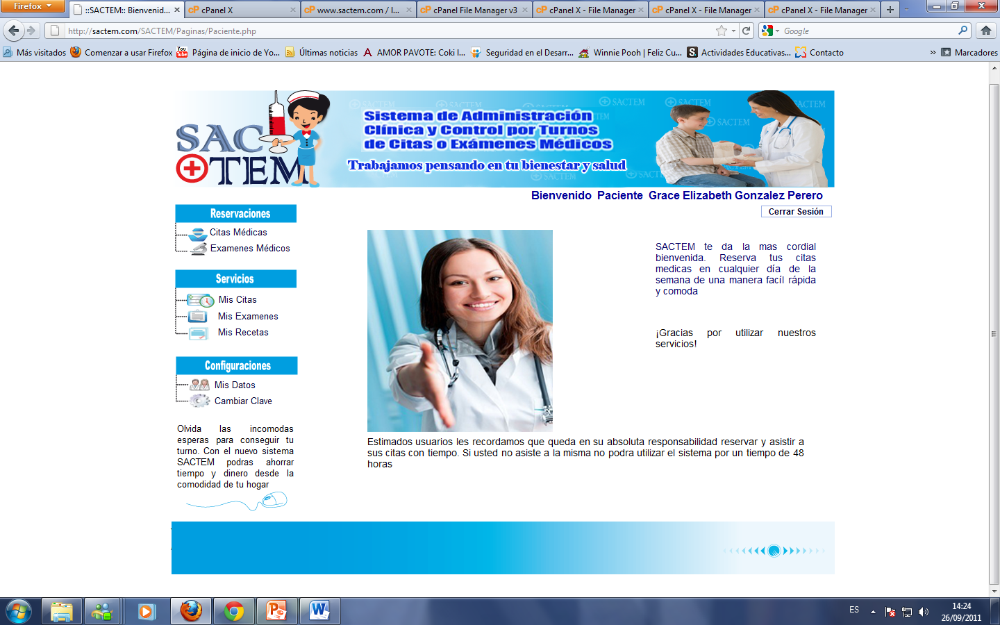 Firefox
::SACTEM:: Bienvenid...
cPanel X
www.sactem.com / l...
cPanel File Manager v3
cPanel X - File Manager
cPanel X - File Manager
cPanel X - File Manager
http://sactem.com/SACTEM/Paginas/Paciente.php
Google
Más visitados
Comenzar a usar Firefox
Página de inicio de Yo...
Últimas noticias
AMOR PAVOTE: Coki l...
Seguridad en el Desarr...
Winnie Pooh | Feliz Cu...
Actividades Educativas...
Contacto
Marcadores
SACTEM
Sistema de Administración
Clínica y Control por Turnos
de Citas o Exámenes Médicos
Trabajamos pensando en tu bienestar y salud
Bienvenido Paciente Grace Elizabeth Gonzalez Perero
Cerrar Sesión
Reservaciones
Citas Médicas
Examenes Médicos
Servicios
Mis Citas
Mis Examenes
Mis Recetas
Configuraciones
Mis Datos
Cambiar Clave
Olvida las incomodas
esperas para conseguir tu
turno. Con el nuevo sistema
SACTEM podras ahorrar
tiempo y dinero desde la
comodidad de tu hogar
SACTEM te da la mas cordial
bienvenida. Reserva tus citas
medicas en cualquier día de la
semana de una manera facíl rápida
y comoda
¡Gracias por utilizar nuestros
servicios!
Estimados usuarios les recordamos que queda en su absoluta responsabilidad reservar y asistir a
sus citas con tiempo. Si usted no asiste a la misma no podra utilizar el sistema por un tiempo de 48
horas
ES
14:24
26/09/2011